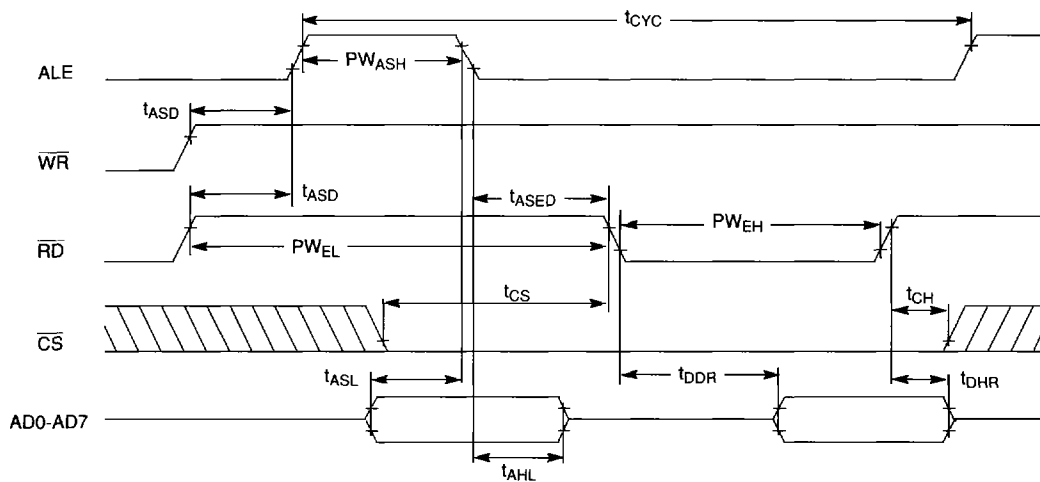 tCYC
ALE
PWASH
tASD
WR
tASD
tASED
RD
PWEL
PWEH
tCS
tCH
CS
tASL
tDDR
tDHR
AD0-AD7
tAHL